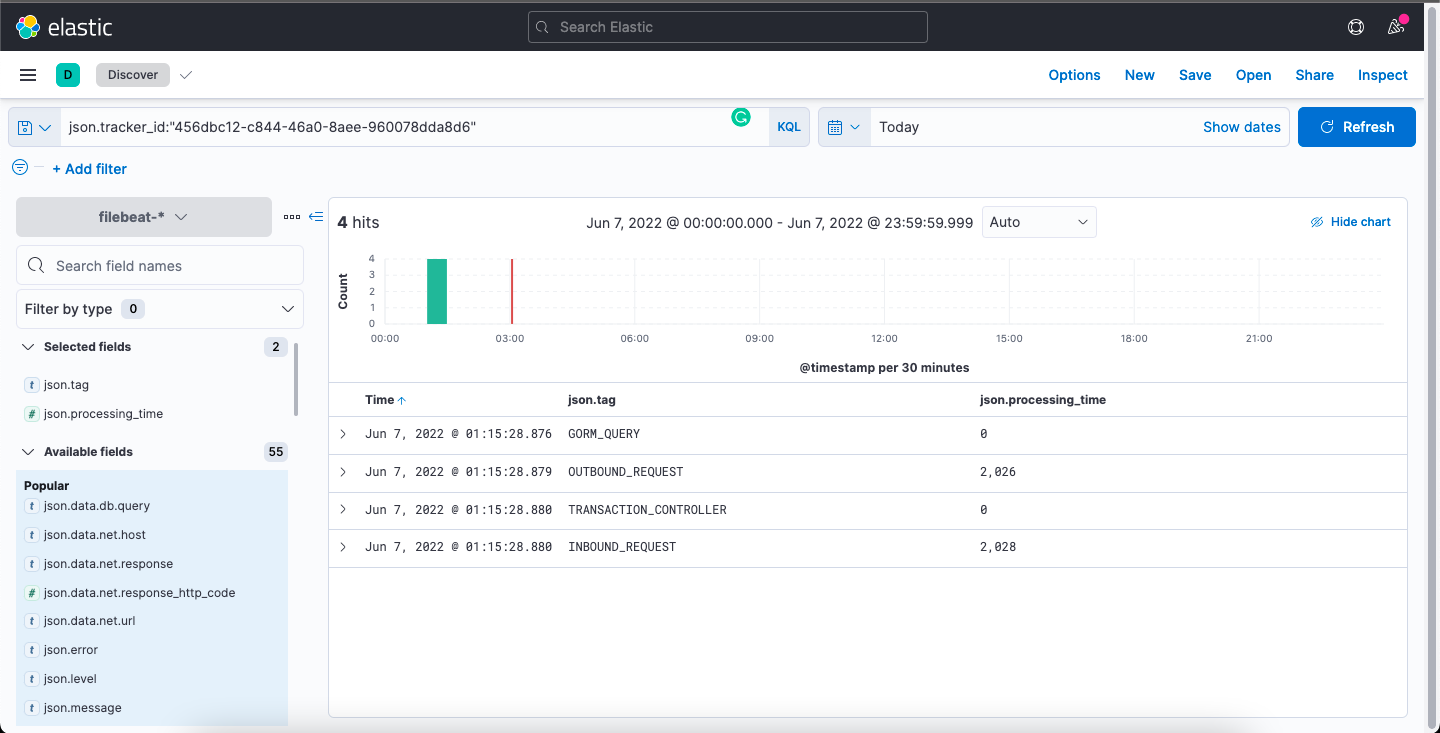 elastic
Search Elastic
D
Discover
Options New Save Open Share Inspect
json.tracker_id:"456dbc12-c844-46a0-8aee-960078dda8d6"
KQL
Today
Show dates
Refresh
+ Add filter
filebeat-*
Search field names
Filter by type 0
Selected fields 2
t json.tag
# json.processing_time
Available fields 55
Popular
t json.data.db.query
t json.data.net.host
t json.data.net.response
# json.data.net.response_http_code
t json.data.net.url
t json.error
t json.level
t json.message
4 hits
Jun 7, 2022 @ 00:00:00.000 - Jun 7, 2022 @ 23:59:59.999
Auto
Hide chart
Count
4
3
2
1
0
00:00 03:00 06:00 09:00 12:00 15:00 18:00 21:00
@timestamp per 30 minutes
Time json.tag json.processing_time
Jun 7, 2022 @ 01:15:28.876 GORM_QUERY 0
Jun 7, 2022 @ 01:15:28.879 OUTBOUND_REQUEST 2,026
Jun 7, 2022 @ 01:15:28.880 TRANSACTION_CONTROLLER 0
Jun 7, 2022 @ 01:15:28.880 INBOUND_REQUEST 2,028